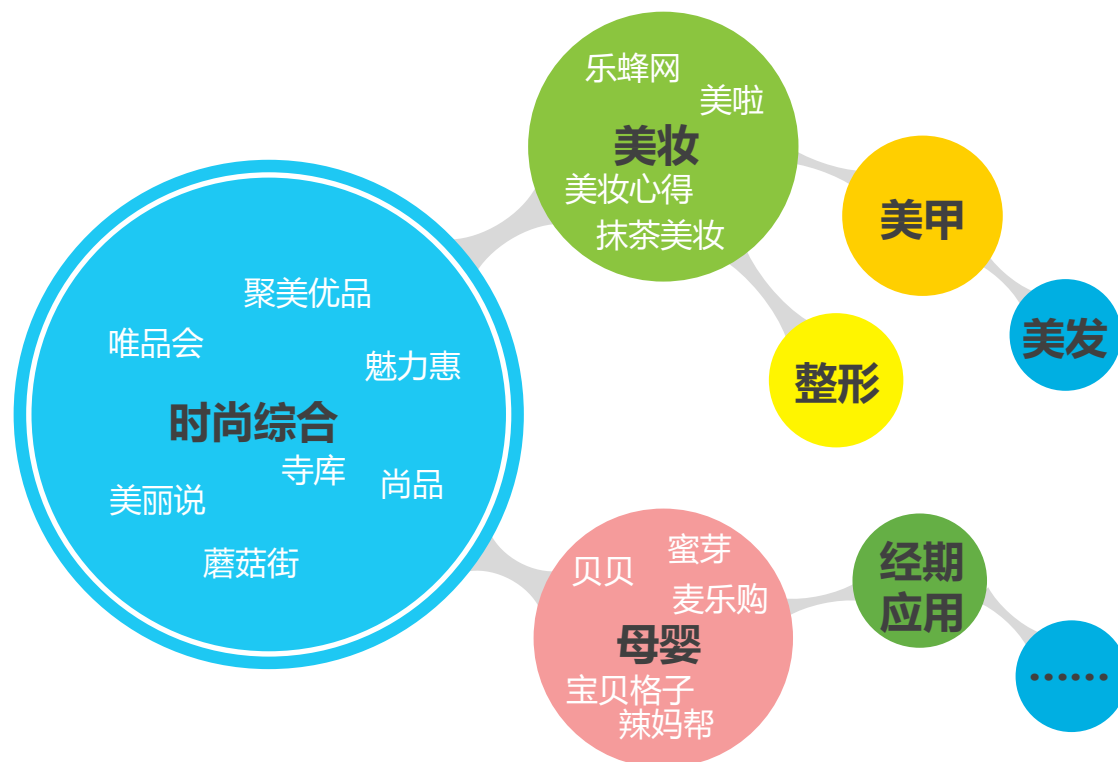 乐蜂网
美啦
美妆
美妆心得
抹茶美妆
美甲
美发
整形
聚美优品
唯品会
魅力惠
时尚综合
寺库
尚品
美丽说
蘑菇街
蜜芽
贝贝
麦乐购
母婴
宝贝格子
辣妈帮
经期
应用
······